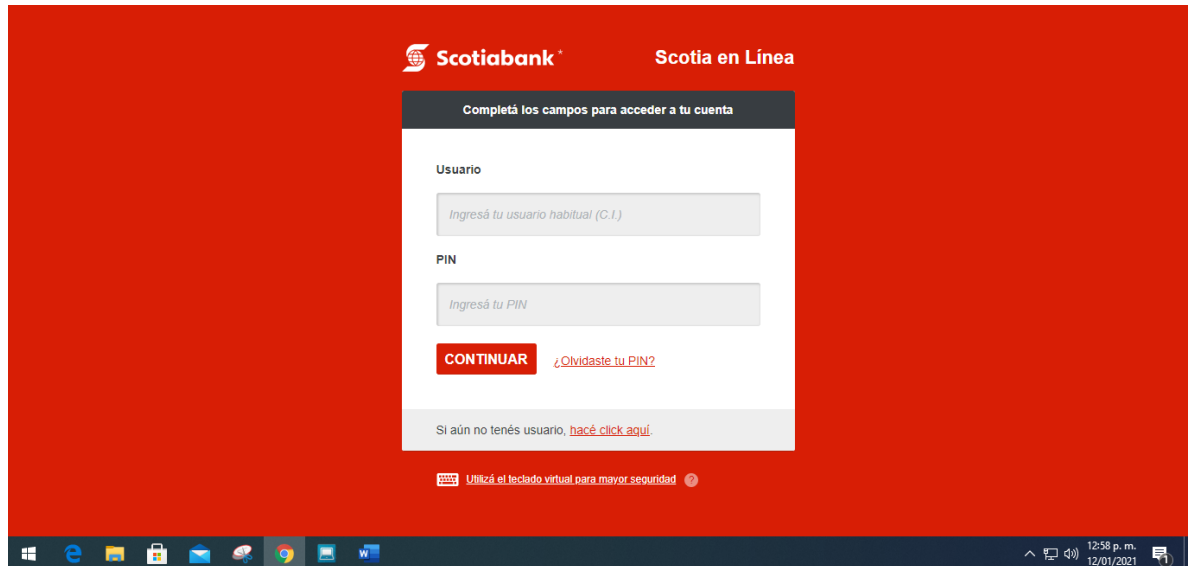 Scotiabank* Scotia en Línea
Completá los campos para acceder a tu cuenta
Usuario
Ingresá tu usuario habitual (C.I.)
PIN
Ingresá tu PIN
CONTINUAR ¿Olvidaste tu PIN?
Si aún no tenés usuario, hacé click aquí.
Utilizá el teclado virtual para mayor seguridad ?
12:58 p. m.
12/01/2021
1